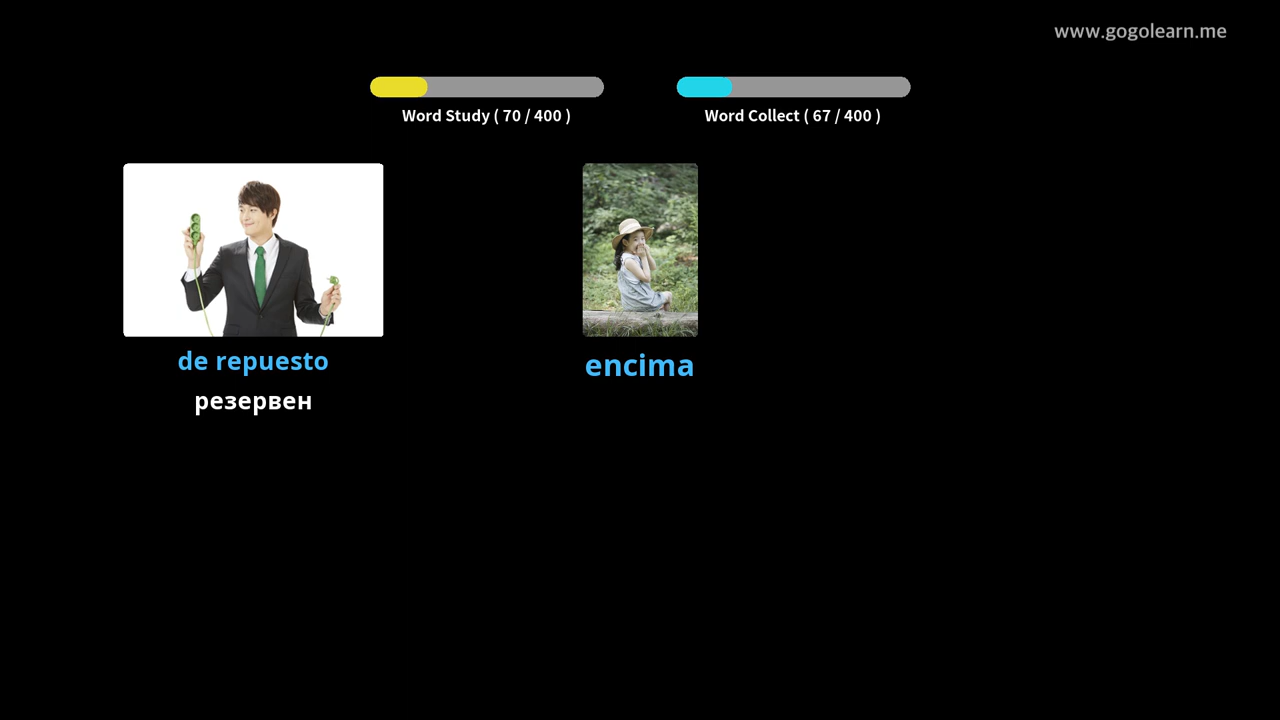 www.gogolearn.me
Word Study ( 70 / 400 )
Word Collect ( 67 / 400 )
de repuesto
резервен
encima